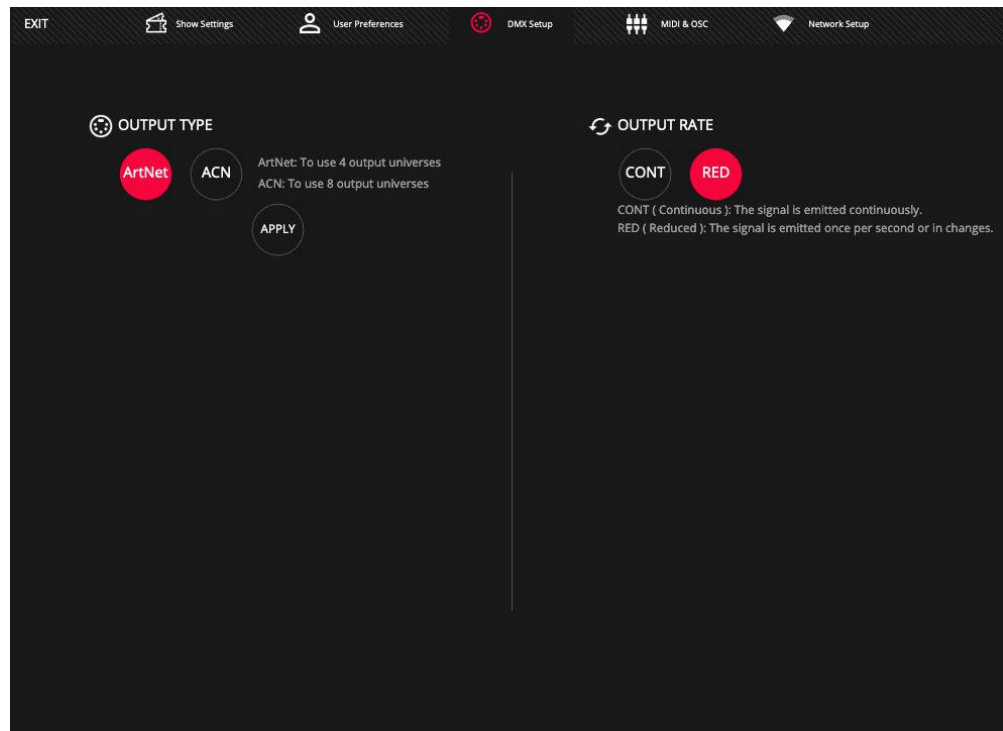 EXIT
Show Settings
User Preferences
DMX Setup
MIDI & OSC
Network Setup
OUTPUT TYPE
ArtNet
ACN
ArtNet: To use 4 output universes
ACN: To use 8 output universes
APPLY
OUTPUT RATE
CONT
RED
CONT ( Continuous ): The signal is emitted continuously.
RED ( Reduced ): The signal is emitted once per second or in changes.